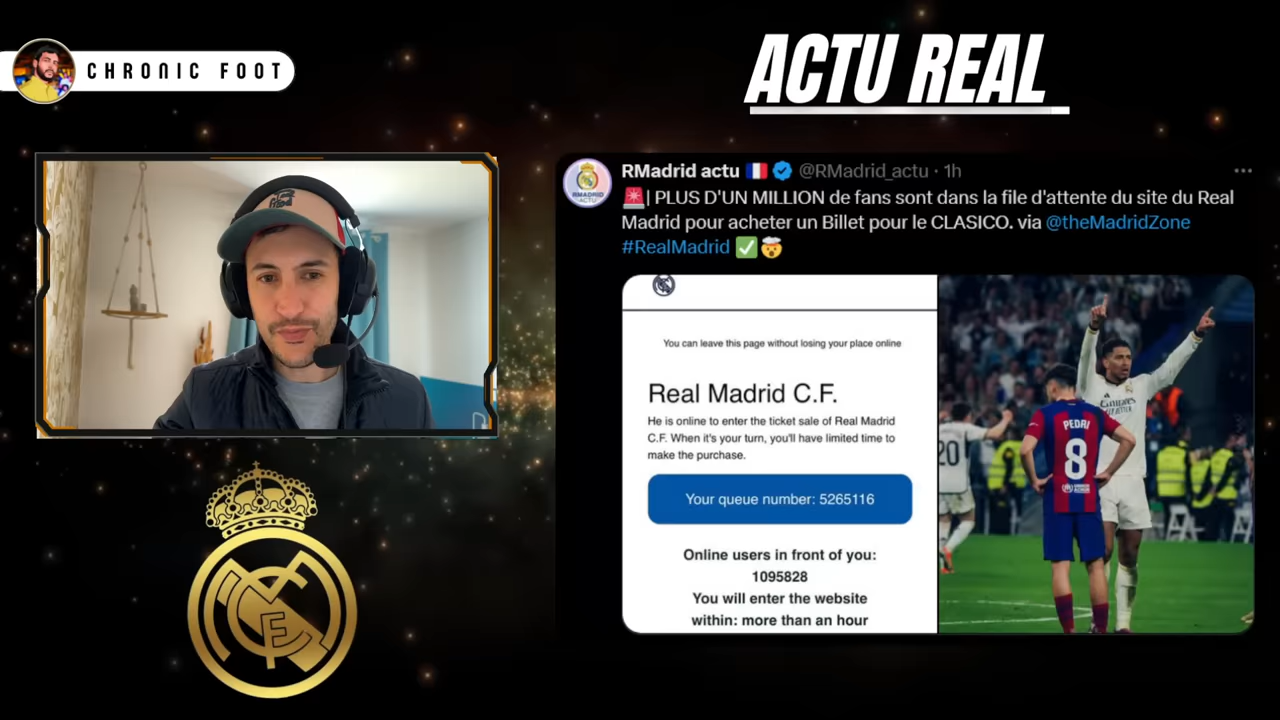 CHRONIC FOOT
ACTU REAL
RMadrid actu 🇫🇷 @RMadrid_actu · 1h
🚨| PLUS D'UN MILLION de fans sont dans la file d'attente du site du Real
Madrid pour acheter un Billet pour le CLASICO. via @theMadridZone
#RealMadrid ✅🤯
You can leave this page without losing your place online
Real Madrid C.F.
He is online to enter the ticket sale of Real Madrid
C.F. When it's your turn, you'll have limited time to
make the purchase.
Your queue number: 5265116
Online users in front of you:
1095828
You will enter the website
within: more than an hour
PEDRI
8
20